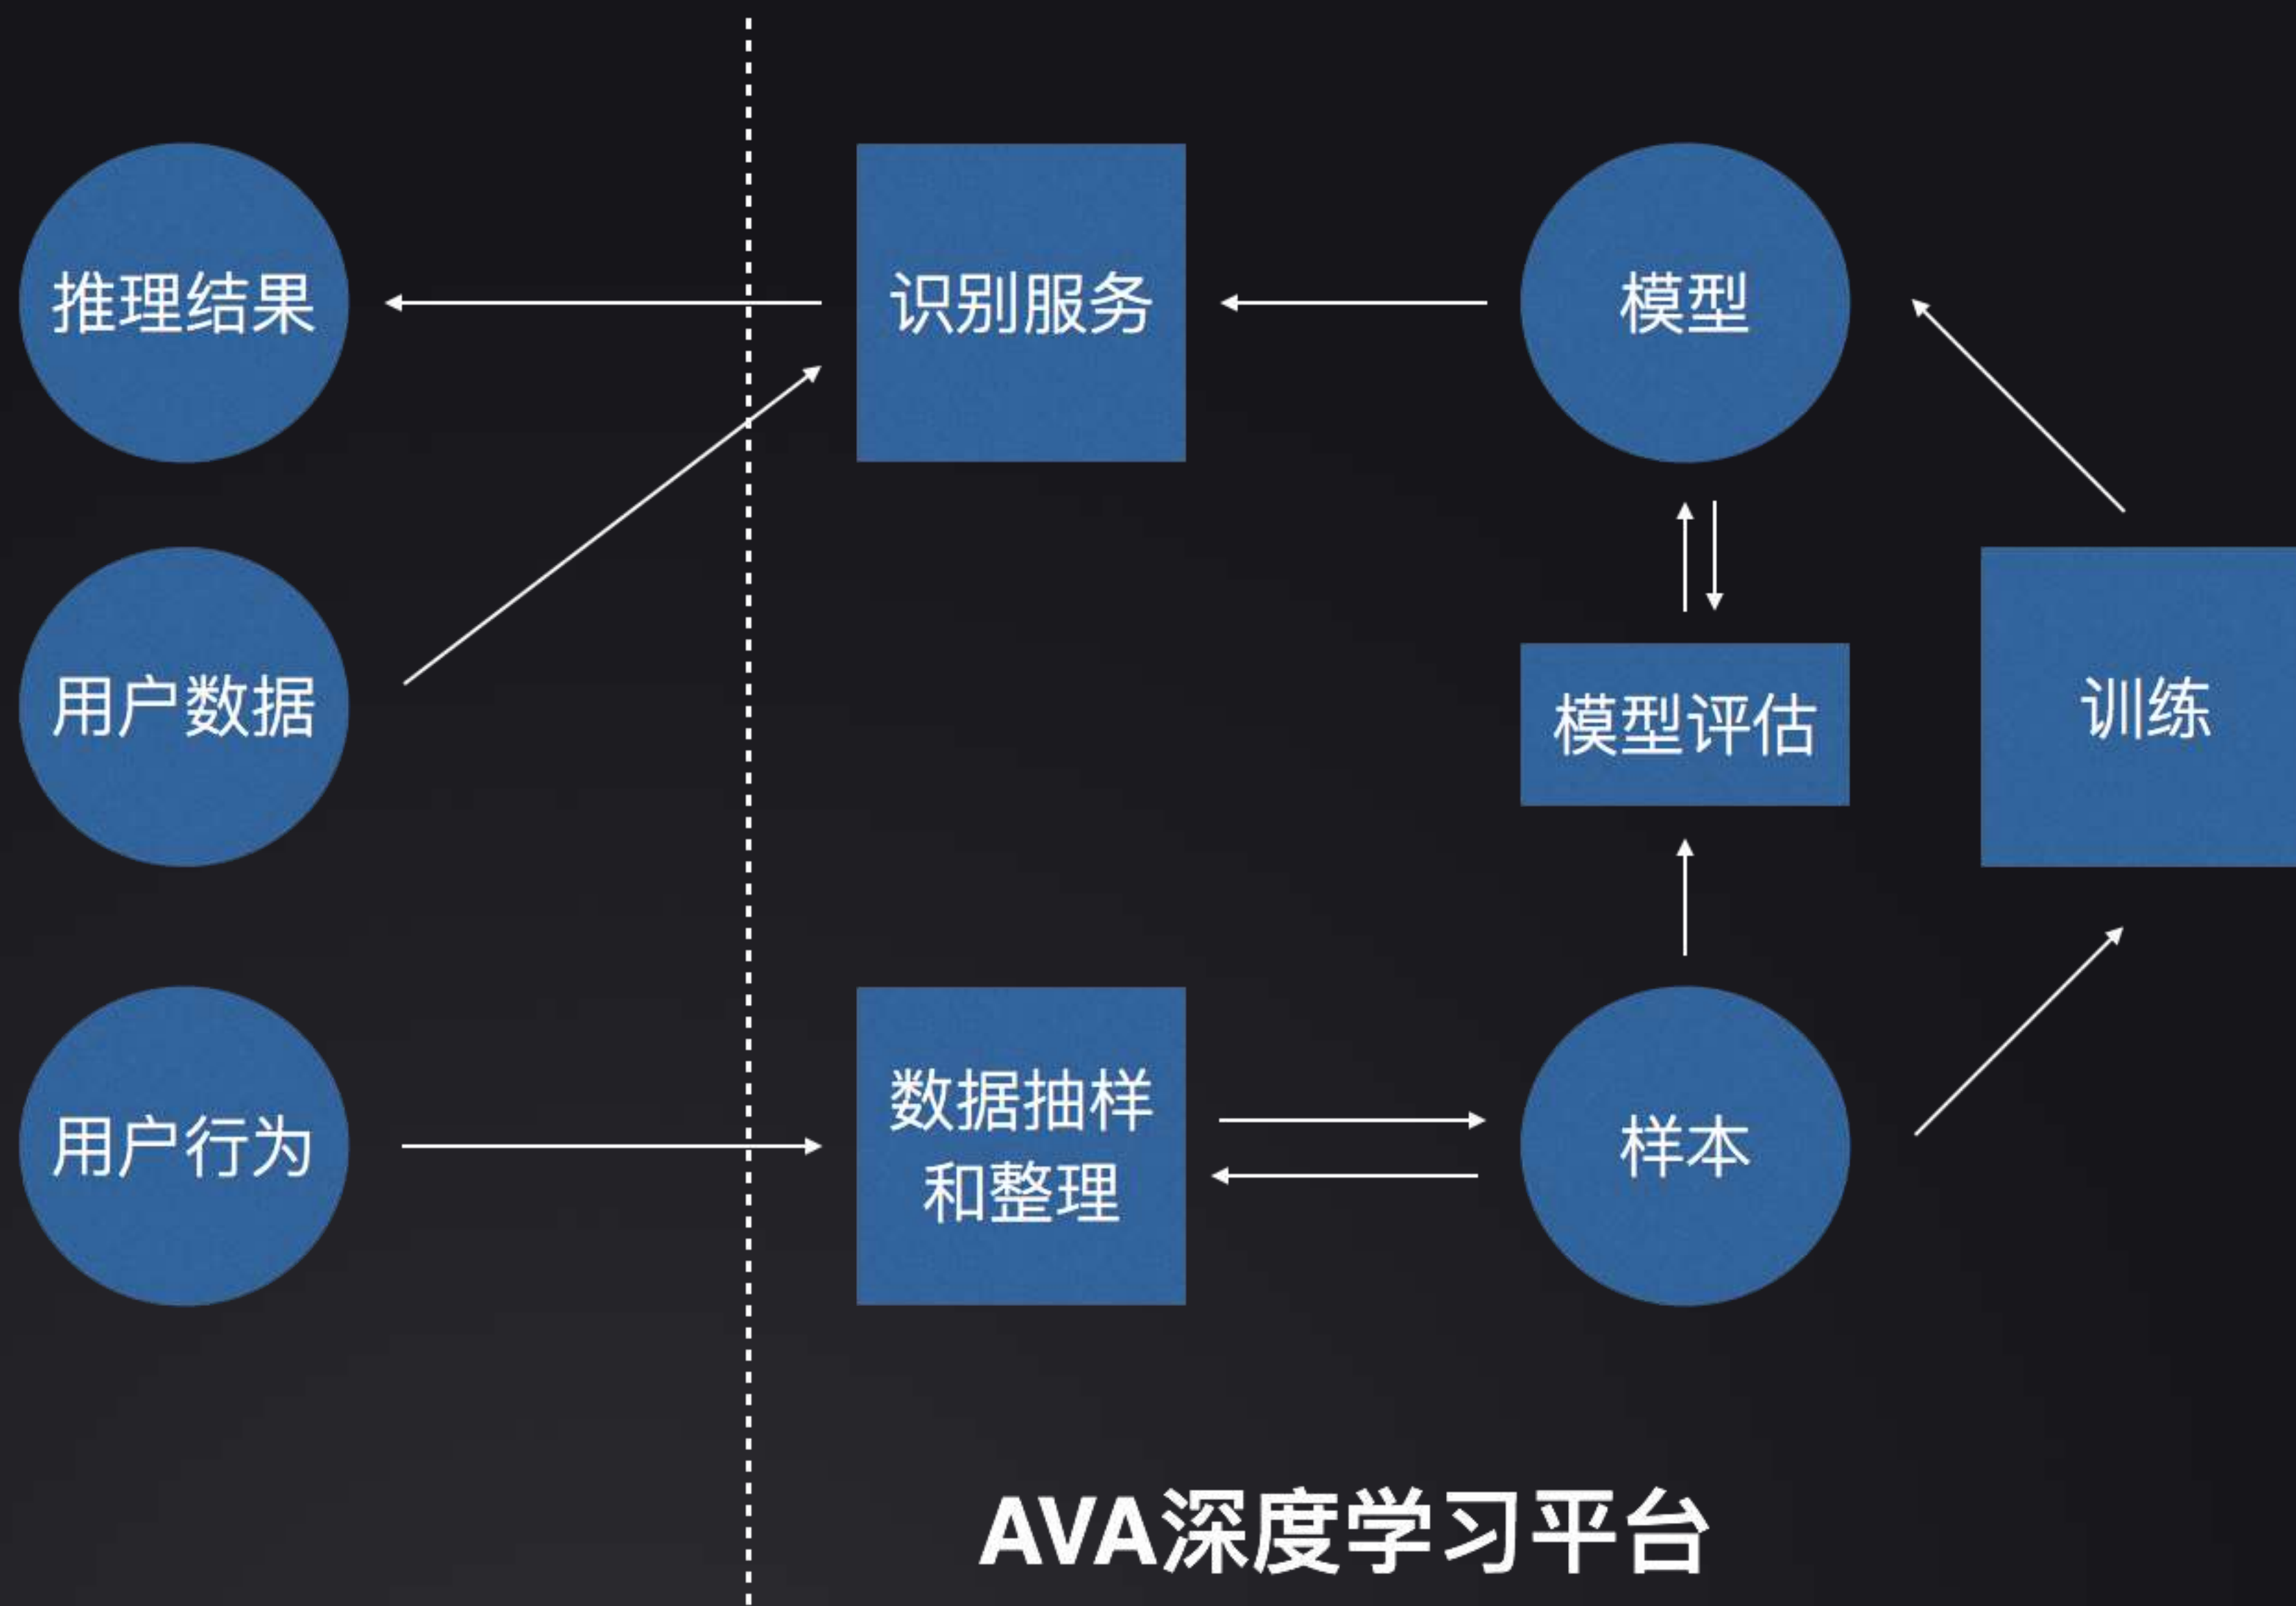 推理结果
识别服务
模型
用户数据
模型评估
训练
用户行为
数据抽样
和整理
样本
AVA深度学习平台